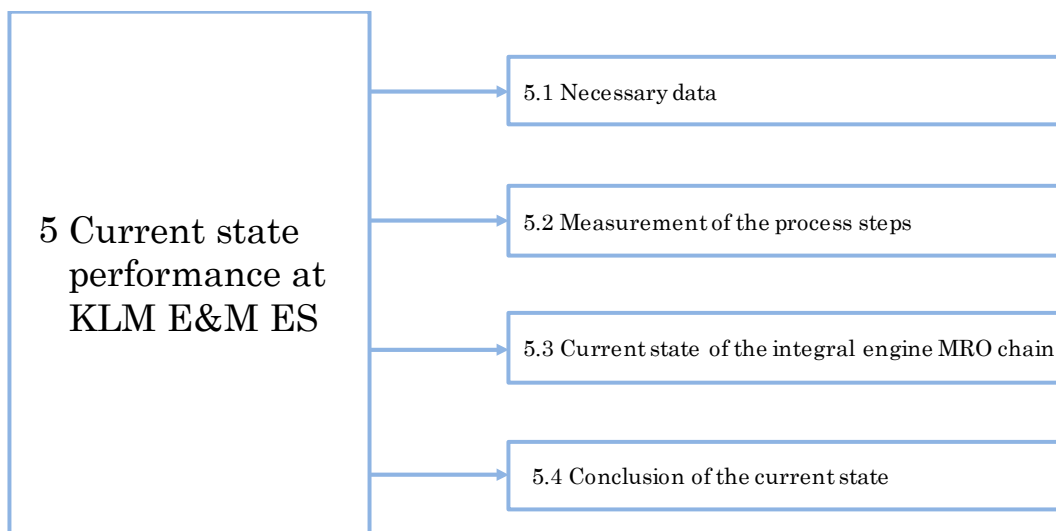 5 Current state
performance at
KLM E&M ES
5.1 Necessary data
5.2 Measurement of the process steps
5.3 Current state of the integral engine MRO chain
5.4 Conclusion of the current state